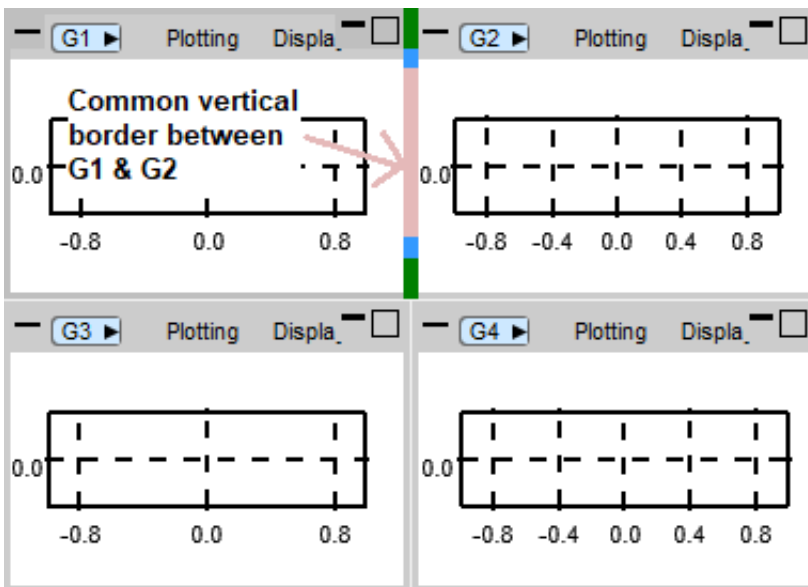 G1 ▶ Plotting Displa
G2 ▶ Plotting Displa
Common vertical
border between
G1 & G2
0.0
-0.8 0.0 0.8
0.0
-0.8 -0.4 0.0 0.4 0.8
G3 ▶ Plotting Displa
G4 ▶ Plotting Displa
0.0
-0.8 0.0 0.8
0.0
-0.8 -0.4 0.0 0.4 0.8